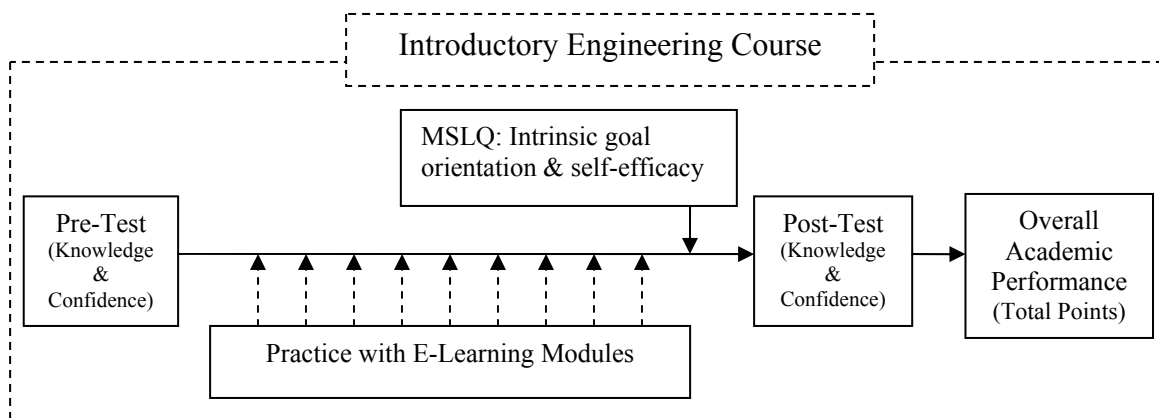 Introductory Engineering Course
MSLQ: Intrinsic goal
orientation & self-efficacy
Pre-Test
(Knowledge
&
Confidence)
Post-Test
(Knowledge
&
Confidence)
Overall
Academic
Performance
(Total Points)
Practice with E-Learning Modules